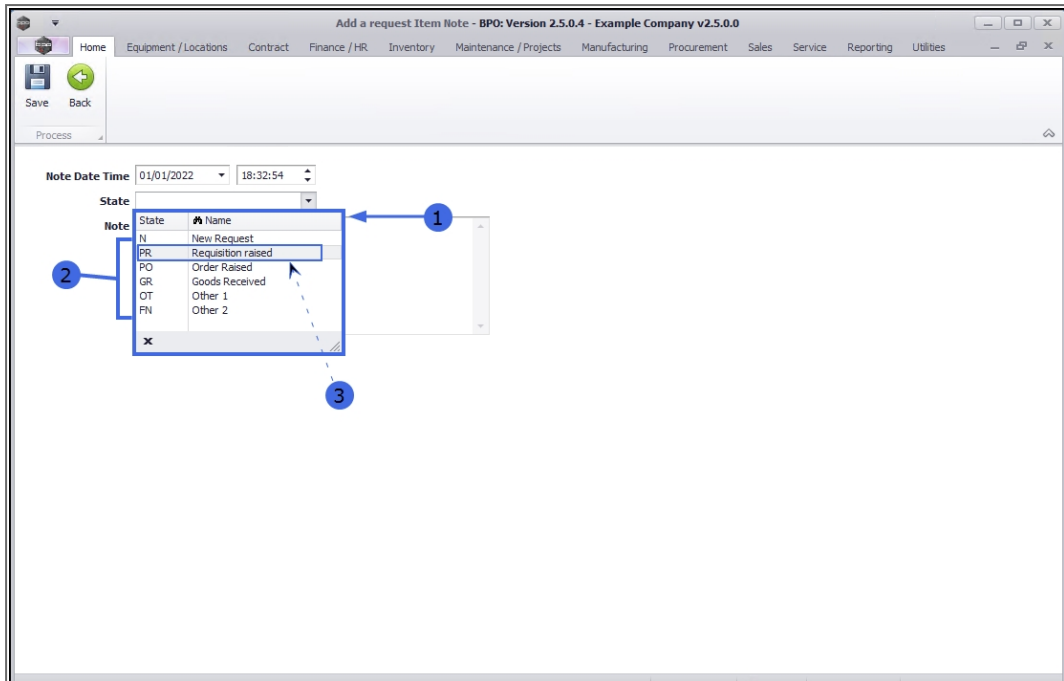 Add a request Item Note - BPO: Version 2.5.0.4 - Example Company v2.5.0.0
Home Equipment / Locations Contract Finance / HR Inventory Maintenance / Projects Manufacturing Procurement Sales Service Reporting Utilities
Save Back
Process
Note Date Time 01/01/2022 18:32:54
State
Note
State Name
N New Request
PR Requisition raised
PO Order Raised
GR Goods Received
OT Other 1
FN Other 2
x
1
2
3